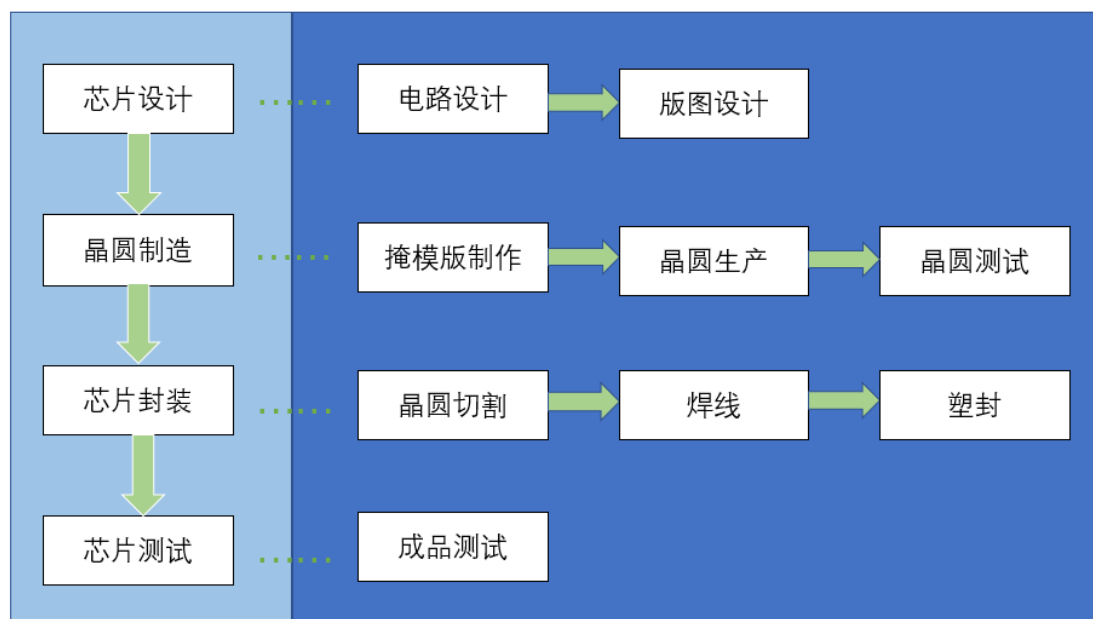 芯片设计
电路设计
版图设计
晶圆制造
掩模版制作
晶圆生产
晶圆测试
芯片封装
晶圆切割
焊线
塑封
芯片测试
成品测试